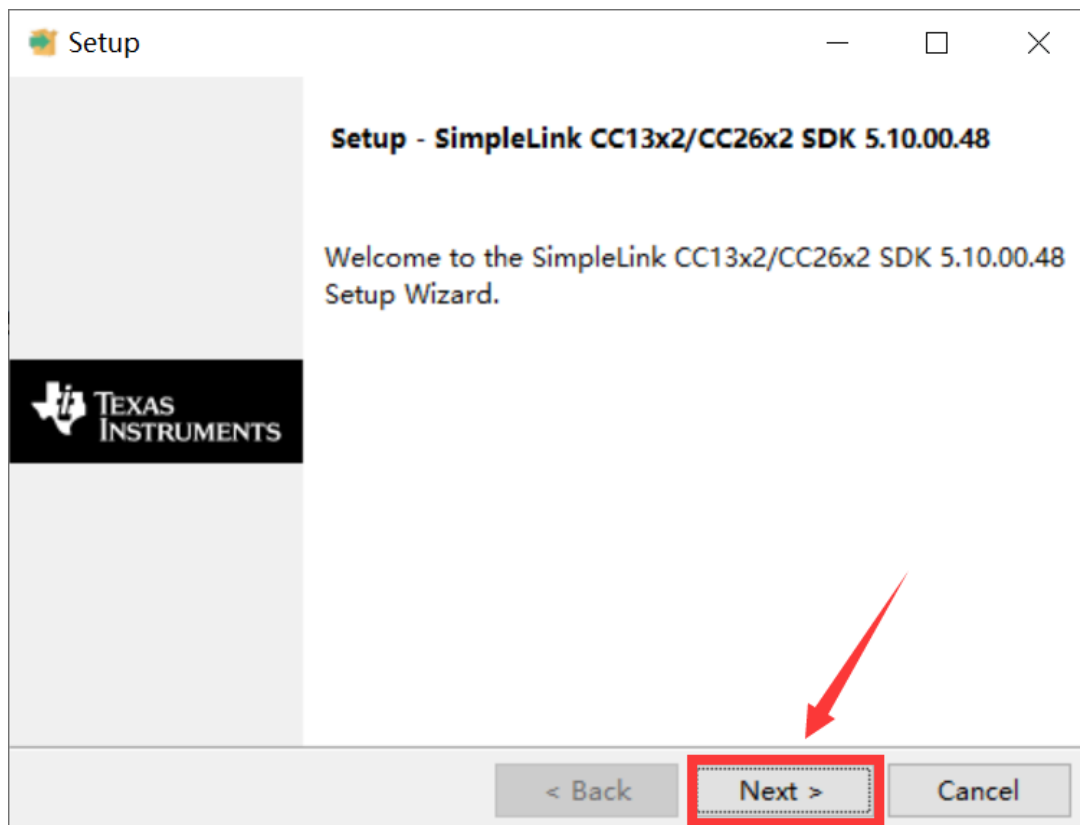 Setup
Setup - SimpleLink CC13x2/CC26x2 SDK 5.10.00.48
Welcome to the SimpleLink CC13x2/CC26x2 SDK 5.10.00.48
Setup Wizard.
TEXAS
INSTRUMENTS
< Back
Next >
Cancel